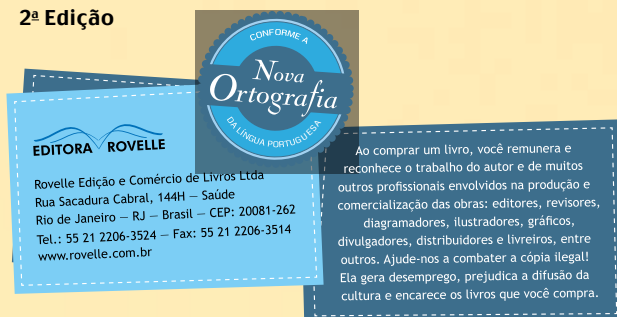 2ª Edição
CONFORME A
Nova
Ortografia
DA LÍNGUA PORTUGUESA
EDITORA ROVELLE
Rovelle Edição e Comércio de Livros Ltda
Rua Sacadura Cabral, 144H — Saúde
Rio de Janeiro — RJ — Brasil — CEP: 20081-262
Tel.: 55 21 2206-3524 — Fax: 55 21 2206-3514
www.rovelle.com.br
Ao comprar um livro, você remunera e
reconhece o trabalho do autor e de muitos
outros profissionais envolvidos na produção e
comercialização das obras: editores, revisores,
diagramadores, ilustradores, gráficos,
divulgadores, distribuidores e livreiros, entre
outros. Ajude-nos a combater a cópia ilegal!
Ela gera desemprego, prejudica a difusão da
cultura e encarece os livros que você compra.